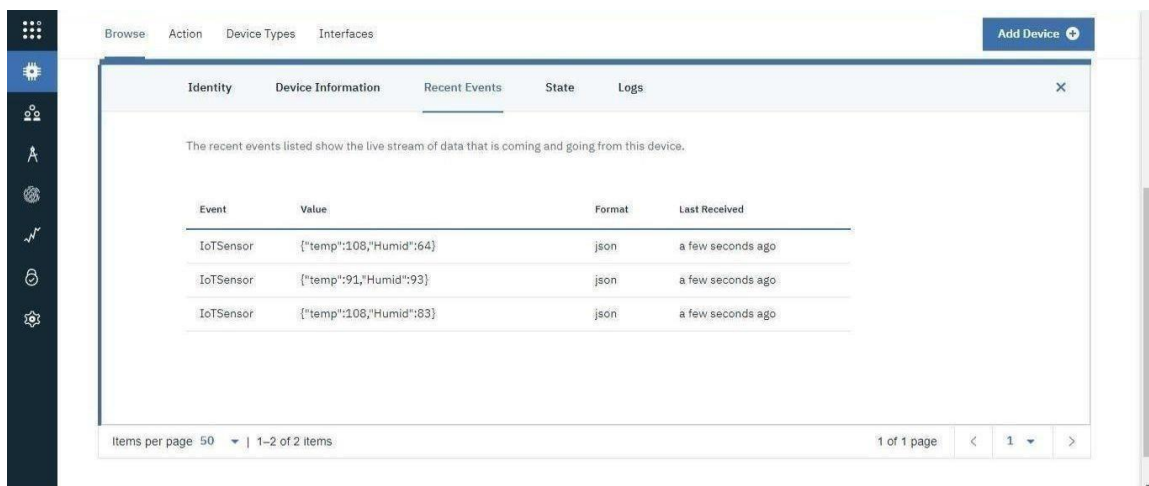 Browse Action Device Types Interfaces Add Device
Identity Device Information Recent Events State Logs
The recent events listed show the live stream of data that is coming and going from this device.
Event Value Format Last Received
IoTSensor {"temp":108,"Humid":64} json a few seconds ago
IoTSensor {"temp":91,"Humid":93} json a few seconds ago
IoTSensor {"temp":108,"Humid":83} json a few seconds ago
Items per page 50 | 1–2 of 2 items 1 of 1 page < 1 >